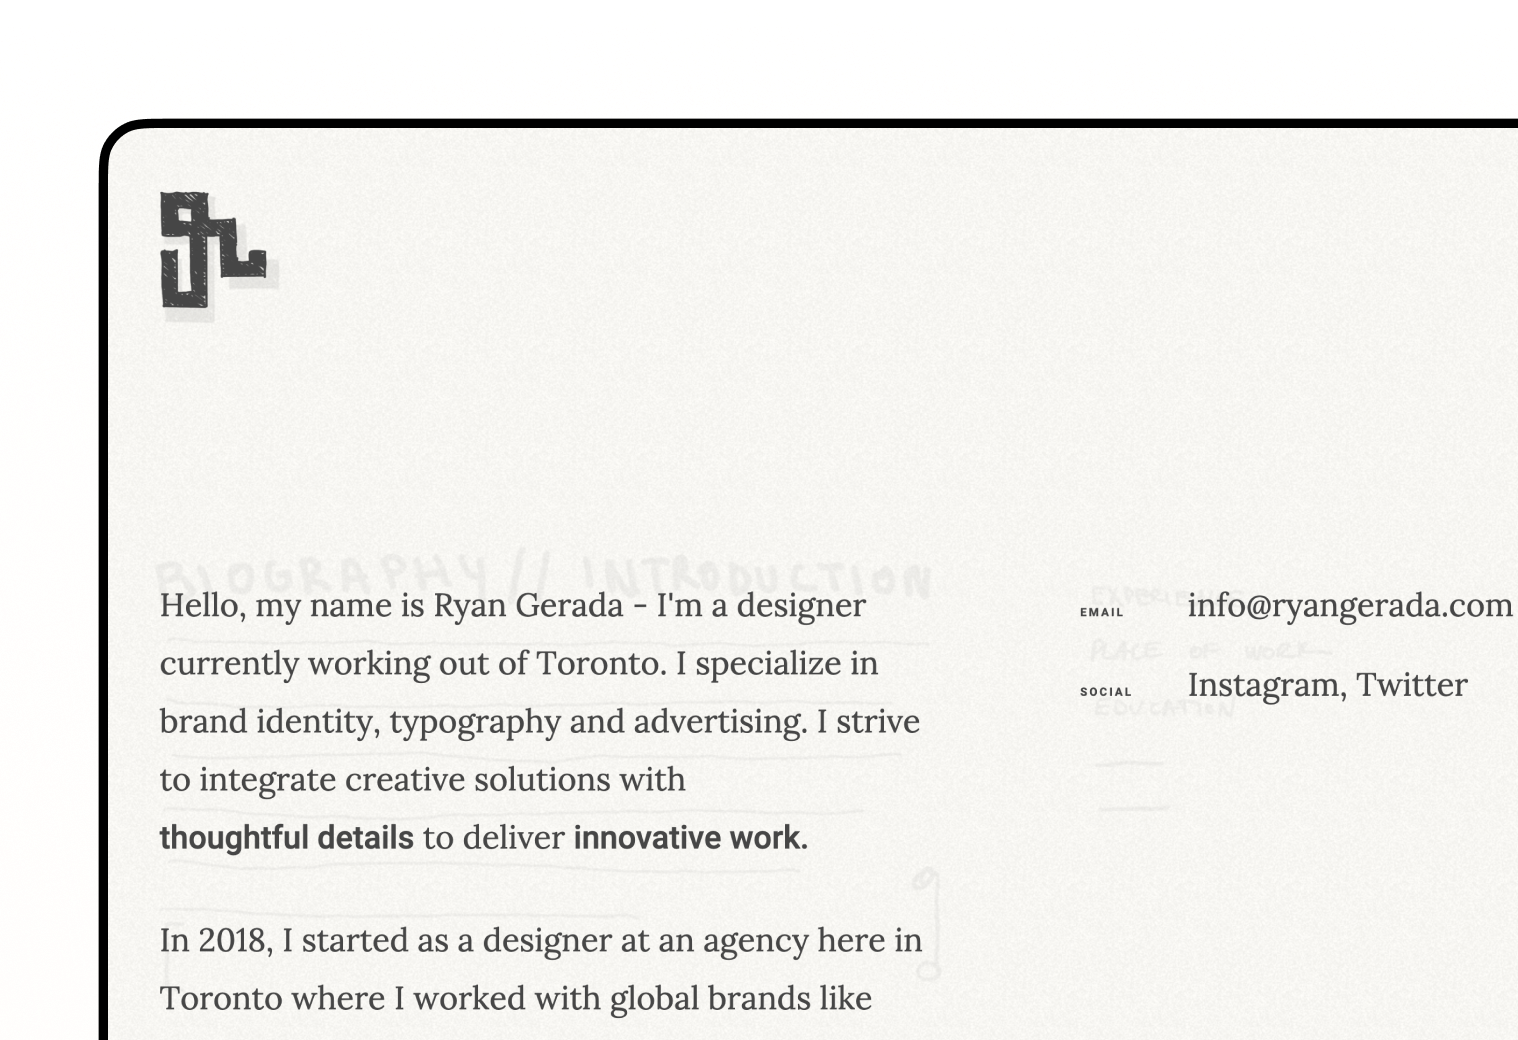 BIOGRAPHY // INTRODUCTION
Hello, my name is Ryan Gerada - I'm a designer
currently working out of Toronto. I specialize in
brand identity, typography and advertising. I strive
to integrate creative solutions with
thoughtful details to deliver innovative work.
In 2018, I started as a designer at an agency here in
Toronto where I worked with global brands like
EMAIL info@ryangerada.com
PLACE OF WORK
SOCIAL Instagram, Twitter
EDUCATION